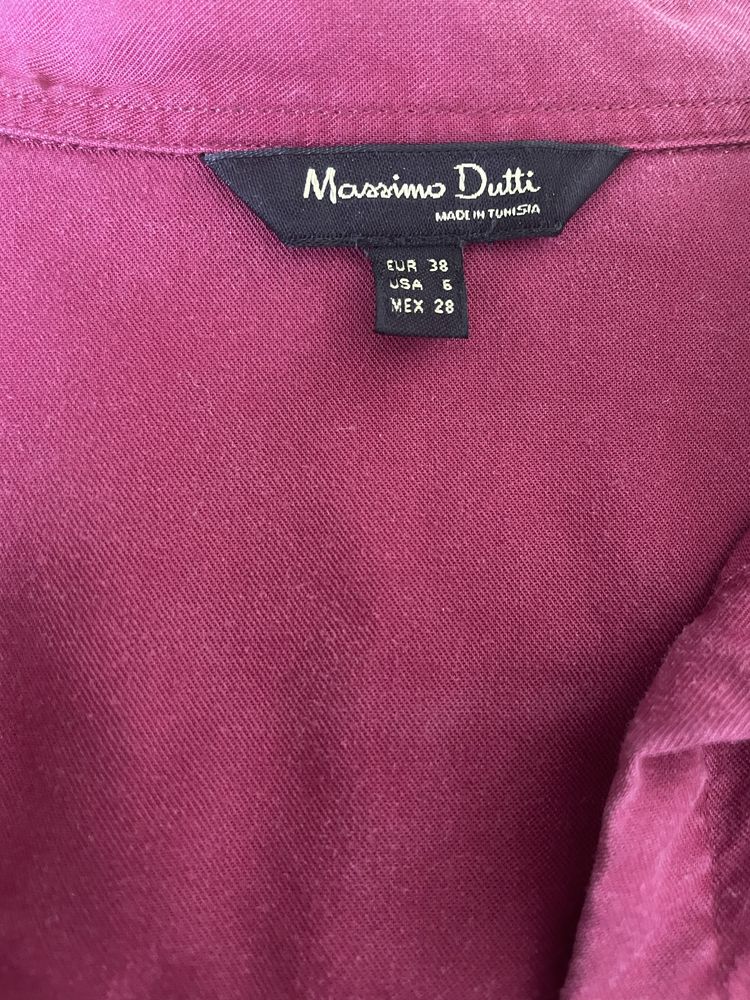 Massimo Dutti
MADE IN TUNISIA
EUR 38
USA 6
MEX 28